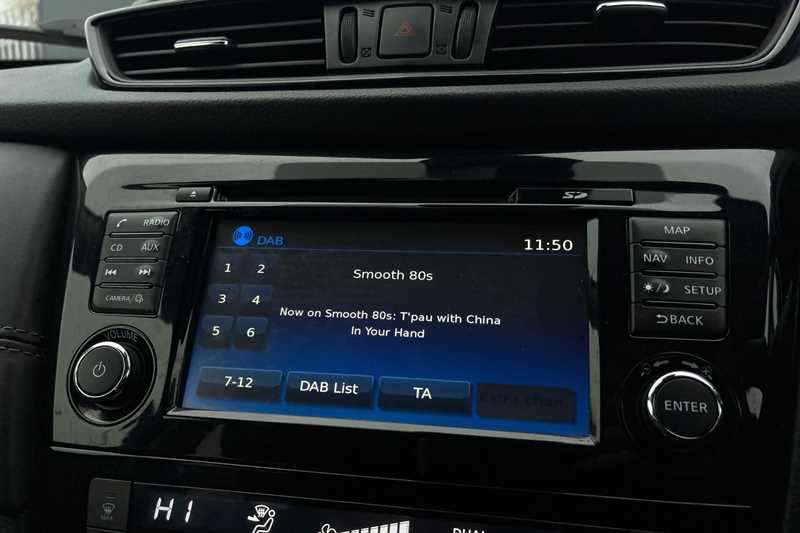 RADIO
CD AUX
CAMERA/
VOLUME
SD
DAB
11:50
Smooth 80s
1 2
3 4
5 6
Now on Smooth 80s: T'pau with China
In Your Hand
7-12
DAB List
TA
MAP
NAV INFO
SETUP
BACK
ENTER
MAX
HI
DUAL